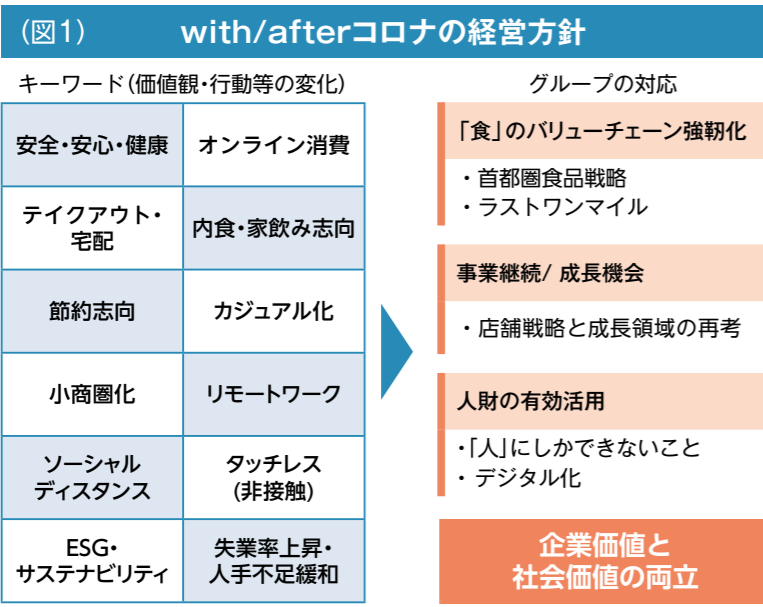 (図1) with/afterコロナの経営方針
キーワード(価値観・行動等の変化)
安全・安心・健康
オンライン消費
テイクアウト・
宅配
内食・家飲み志向
節約志向
カジュアル化
小商圏化
リモートワーク
ソーシャル
ディスタンス
タッチレス
(非接触)
ESG・
サステナビリティ
失業率上昇・
人手不足緩和
グループの対応
「食」のバリューチェーン強靭化
・首都圏食品戦略
・ラストワンマイル
事業継続/ 成長機会
・店舗戦略と成長領域の再考
人財の有効活用
・「人」にしかできないこと
・デジタル化
企業価値と
社会価値の両立